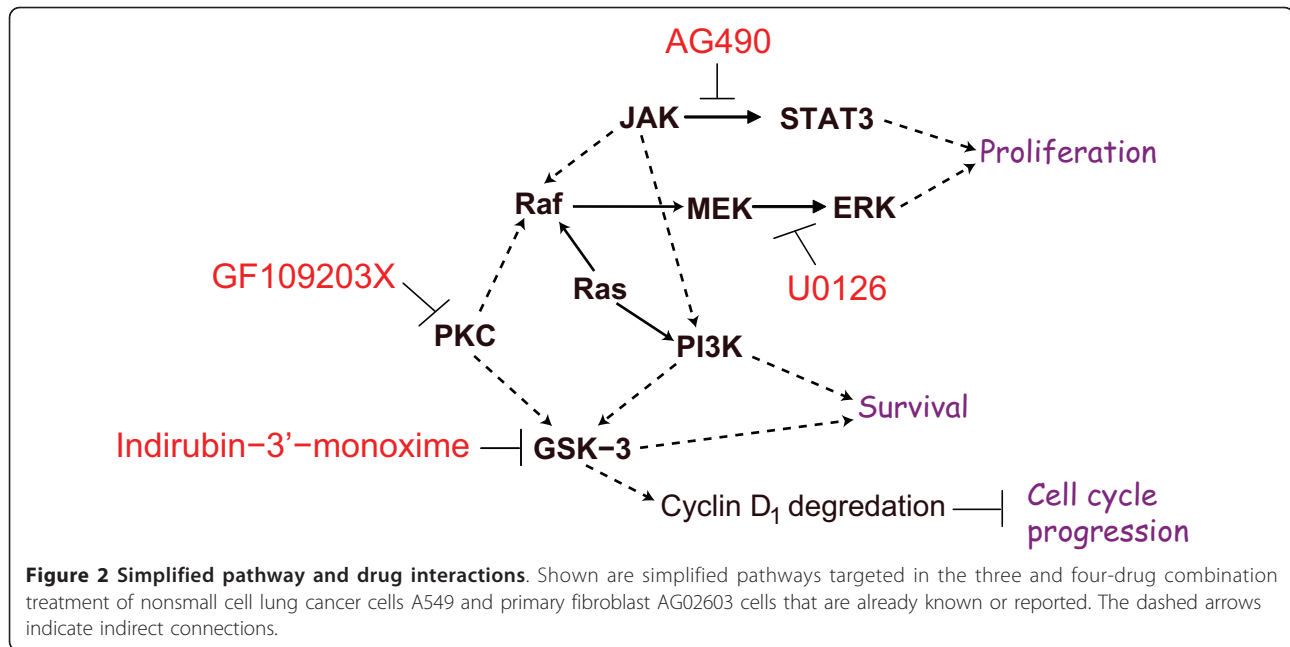 AG490
JAK
STAT3
Proliferation
Raf
MEK
ERK
GF109203X
Ras
U0126
PKC
PI3K
Survival
Indirubin−3'−monoxime
GSK−3
Cyclin D1 degredation
Cell cycle
progression
Figure 2 Simplified pathway and drug interactions. Shown are simplified pathways targeted in the three and four-drug combination
treatment of nonsmall cell lung cancer cells A549 and primary fibroblast AG02603 cells that are already known or reported. The dashed arrows
indicate indirect connections.